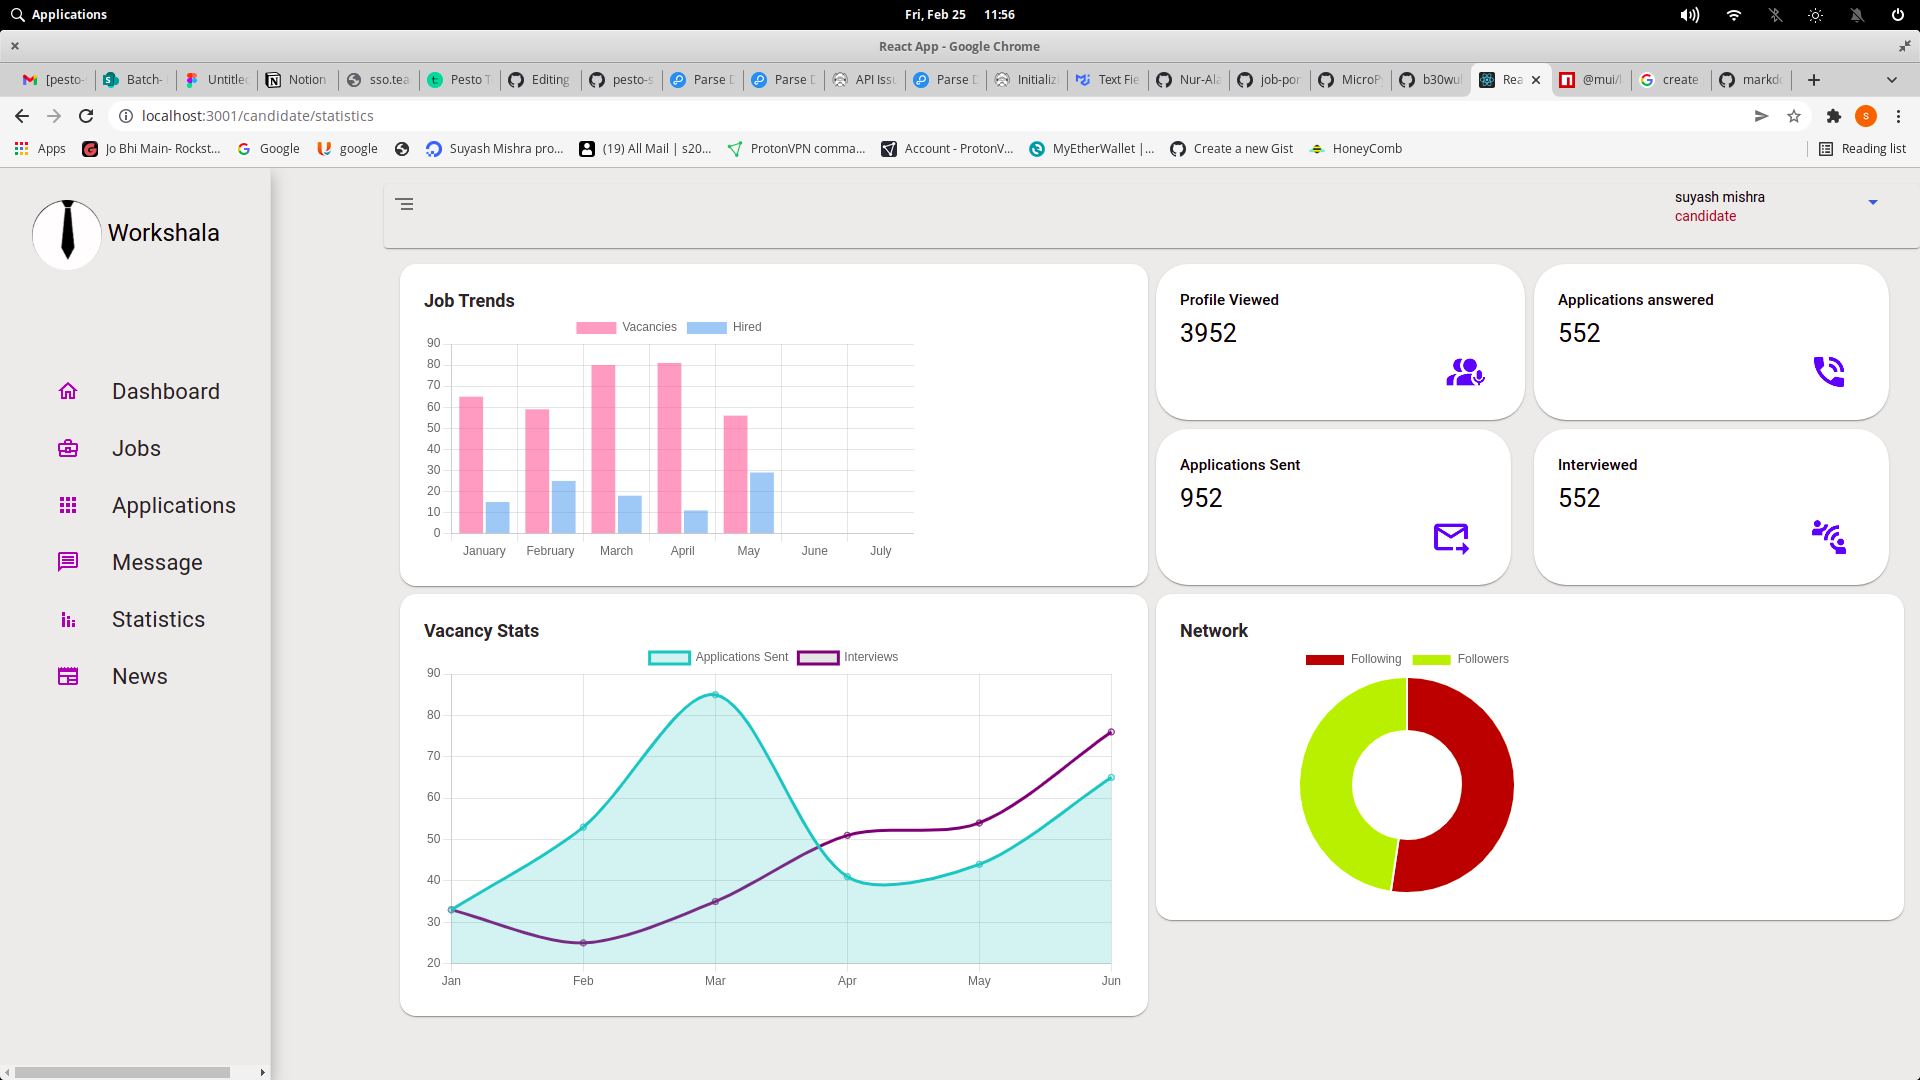 Applications
Fri, Feb 25 11:56
React App - Google Chrome
[pesto-
Batch-
Untitle
Notion
sso.tea
Pesto T
Editing
pesto-s
Parse D
Parse D
API Issu
Parse D
Initializi
Text Fie
Nur-Ala
job-por
MicroP
b30wul
Rea
@mui/
create
markdo
localhost:3001/candidate/statistics
S
Apps
Jo Bhi Main- Rockst...
Google
google
Suyash Mishra pro...
(19) All Mail | s20...
ProtonVPN comma...
Account - ProtonV...
MyEtherWallet |...
Create a new Gist
HoneyComb
Reading list
Workshala
Dashboard
Jobs
Applications
Message
Statistics
News
suyash mishra
candidate
Job Trends
Vacancies Hired
90
80
70
60
50
40
30
20
10
0
January February March April May June July
Profile Viewed
3952
Applications answered
552
Applications Sent
952
Interviewed
552
Vacancy Stats
Applications Sent Interviews
90
80
70
60
50
40
30
20
Jan Feb Mar Apr May Jun
Network
Following Followers